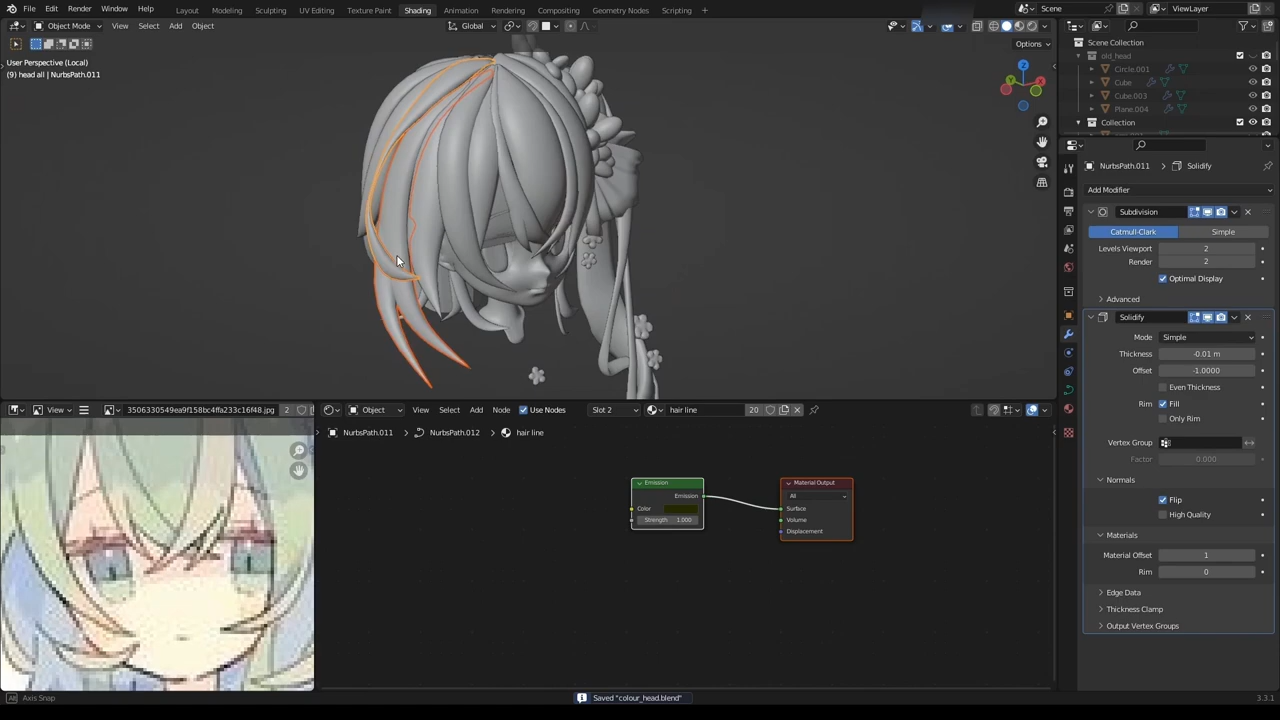 File Edit Render Window Help Layout Modeling Sculpting UV Editing Texture Paint Shading Animation Rendering Compositing Geometry Nodes Scripting + Scene ViewLayer
Object Mode View Select Add Object Global
Options
User Perspective (Local)
(9) head all | NurbsPath.011
Z
X
Y
Scene Collection
old_head
Circle.001
Cube
Cube.003
Plane.004
Collection
NurbsPath.011 > Solidify
Add Modifier
Subdivision
Catmull-Clark Simple
Levels Viewport 2
Render 2
Optimal Display
Advanced
Solidify
Mode Simple
Thickness -0.01 m
Offset -1.0000
Even Thickness
Rim Fill
Only Rim
Vertex Group
Factor 0.000
Normals
Flip
High Quality
Materials
Material Offset 1
Rim 0
Edge Data
Thickness Clamp
Output Vertex Groups
View 3506330549ea9f158bc4ffa233c16f48.jpg 2
Object View Select Add Node Use Nodes Slot 2 hair line 20
NurbsPath.011 > NurbsPath.012 > hair line
Emission
Emission
Color
Strength 1.000
Material Output
All
Surface
Volume
Displacement
Alt Axis Snap
Saved "colour_head.blend"
3.3.1